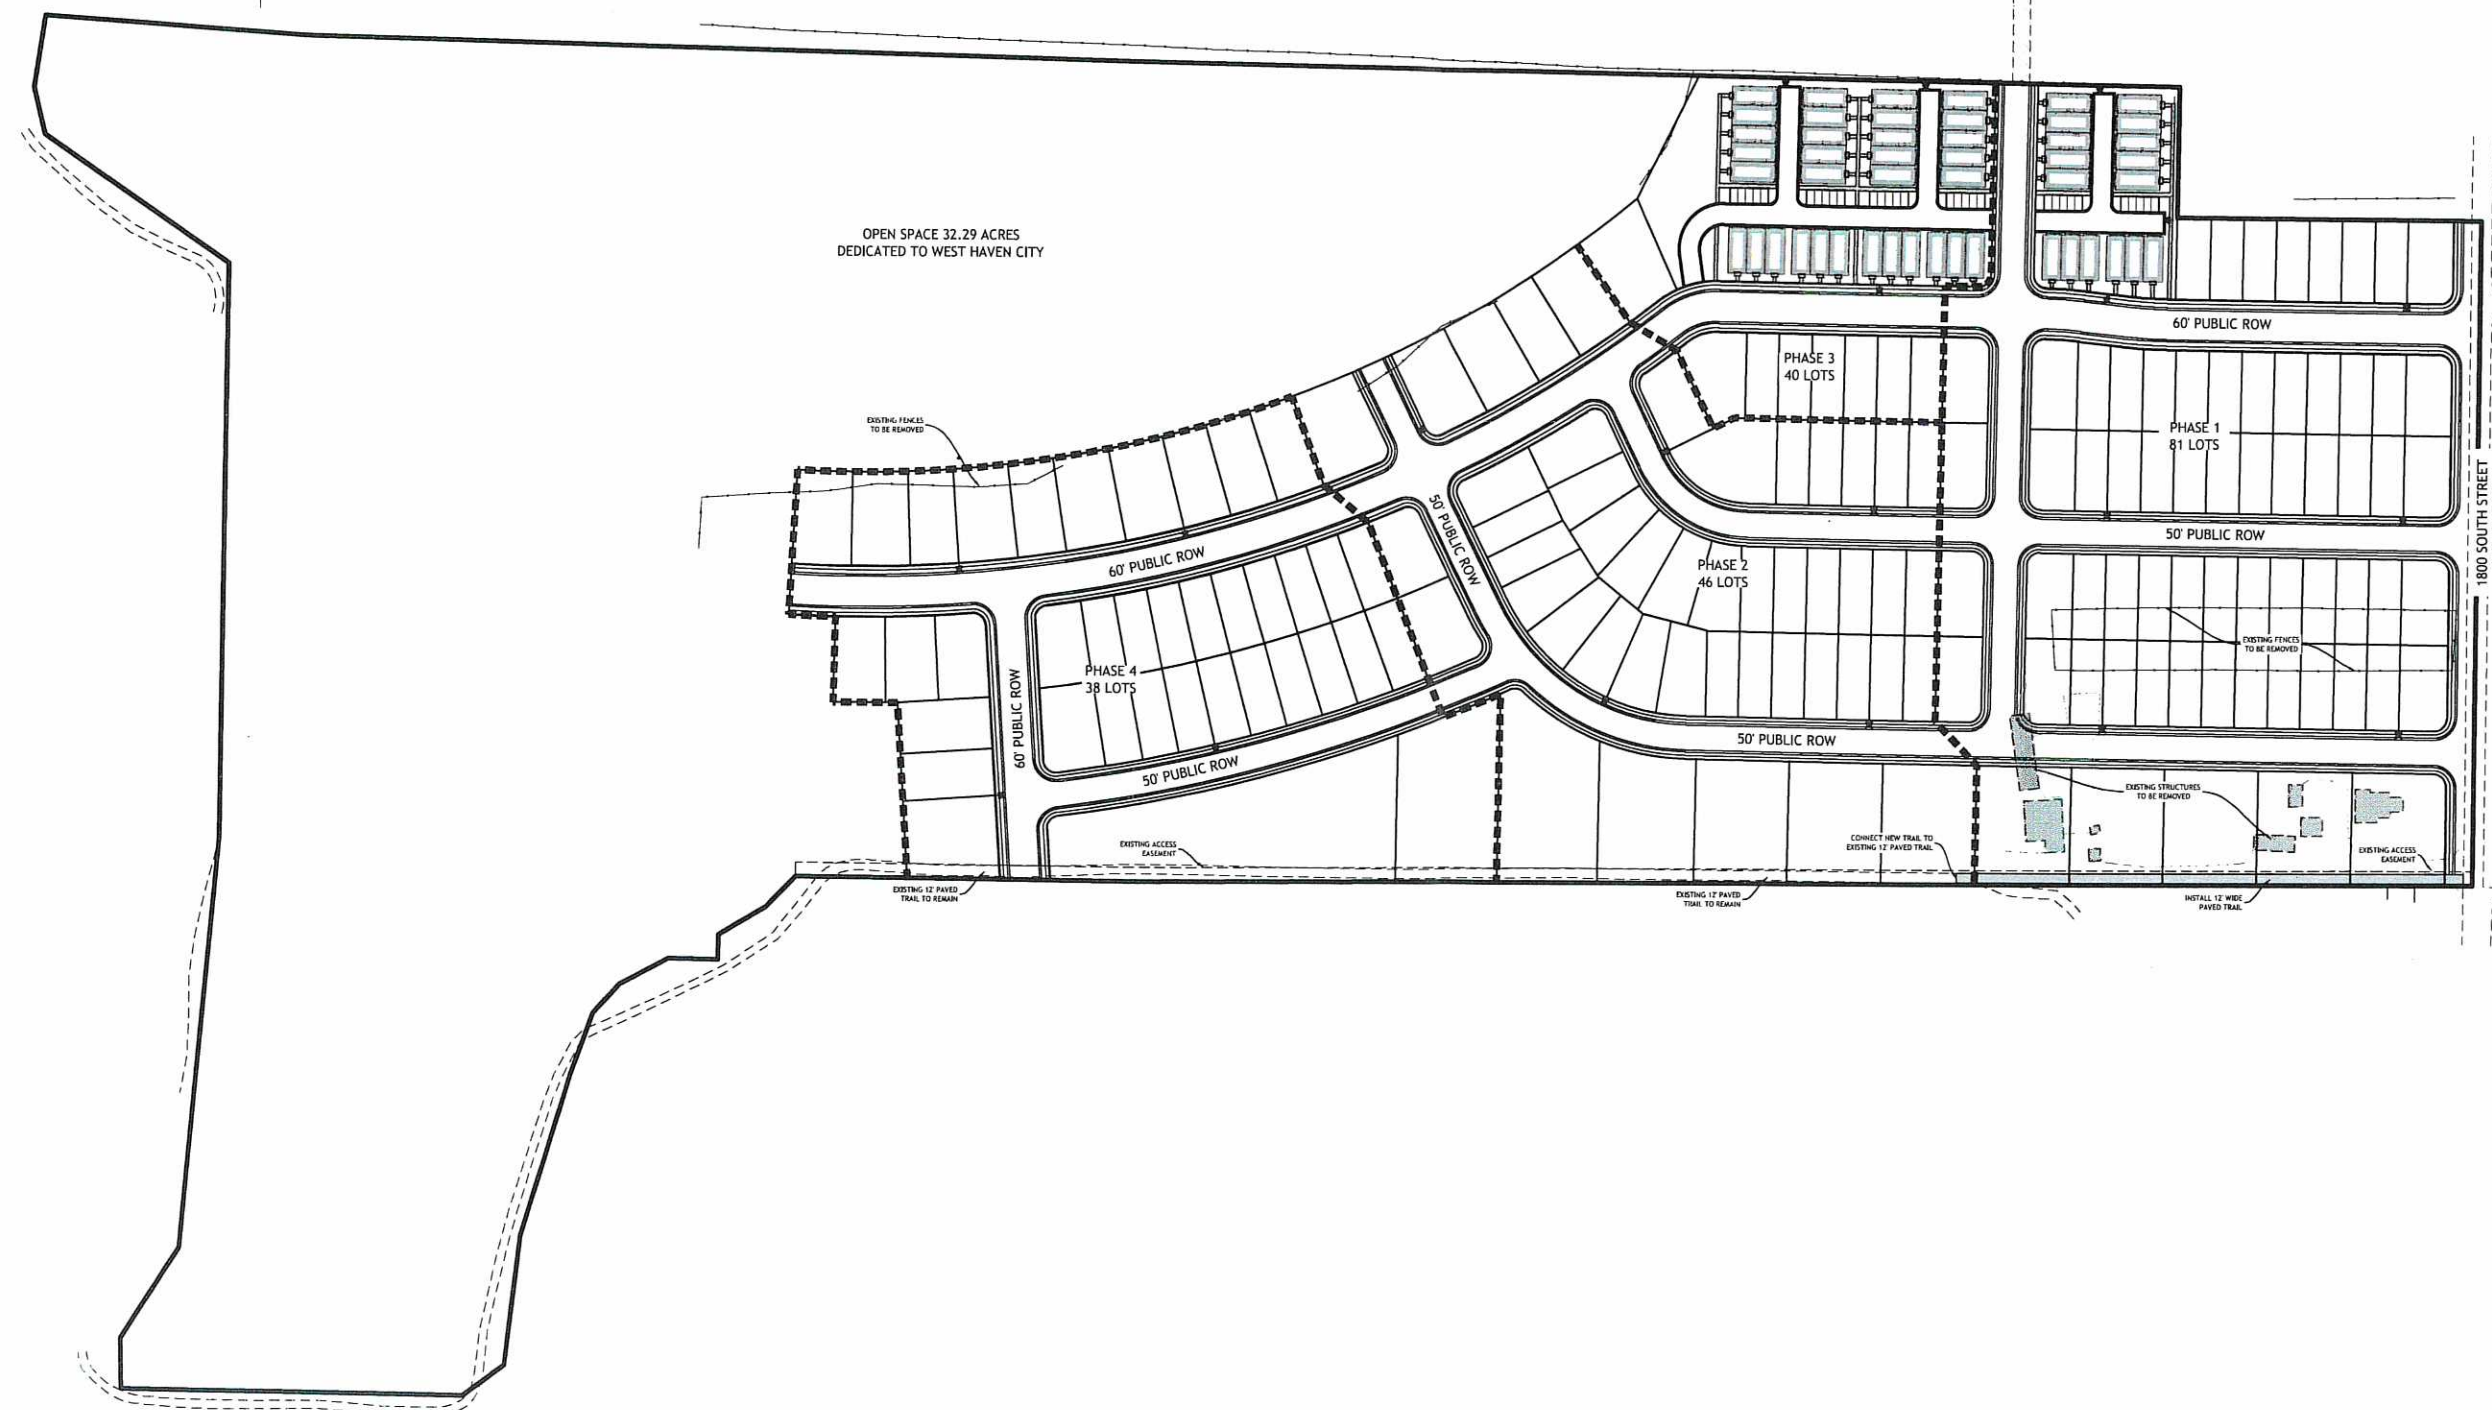 OPEN SPACE 32.29 ACRES
DEDICATED TO WEST HAVEN CITY
60' PUBLIC ROW
PHASE 3
40 LOTS
EXISTING FENCES
TO BE REMOVED
PHASE 1
81 LOTS
1800 SOUTH STREET
50' PUBLIC ROW
50' PUBLIC ROW
60' PUBLIC ROW
PHASE 2
46 LOTS
EXISTING FENCES
TO BE REMOVED
PHASE 4
38 LOTS
60' PUBLIC ROW
50' PUBLIC ROW
50' PUBLIC ROW
EXISTING STRUCTURES
TO BE REMOVED
EXISTING ACCESS
EASEMENT
CONNECT NEW TRAIL TO
EXISTING 12' PAVED TRAIL
EXISTING ACCESS
EASEMENT
EXISTING 12' PAVED
TRAIL TO REMAIN
EXISTING 12' PAVED
TRAIL TO REMAIN
INSTALL 12' WIDE
PAVED TRAIL